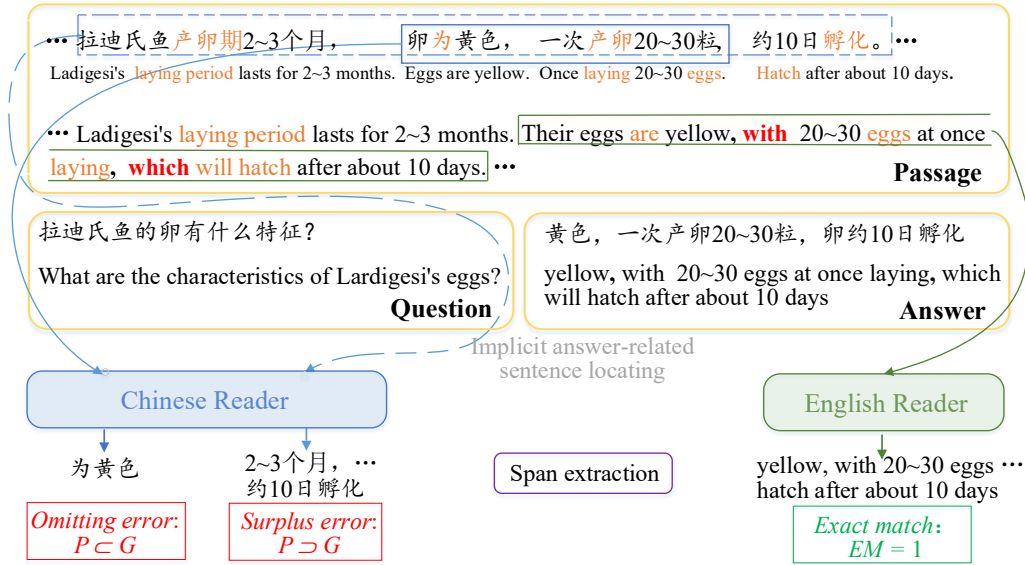 ••• 拉迪氏鱼产卵期2~3个月， 卵为黄色， 一次产卵20~30粒, 约10日孵化。•••
Ladigesi's laying period lasts for 2~3 months. Eggs are yellow. Once laying 20~30 eggs. Hatch after about 10 days.
••• Ladigesi's laying period lasts for 2~3 months. Their eggs are yellow, with 20~30 eggs at once
laying, which will hatch after about 10 days. •••
Passage
拉迪氏鱼的卵有什么特征？
What are the characteristics of Lardigesi's eggs?
Question
黄色，一次产卵20~30粒，卵约10日孵化
yellow, with 20~30 eggs at once laying, which
will hatch after about 10 days
Answer
Implicit answer-related
sentence locating
Chinese Reader
English Reader
为黄色
2~3个月，•••
约10日孵化
Span extraction
yellow, with 20~30 eggs •••
hatch after about 10 days
Omitting error:
P ⊂ G
Surplus error:
P ⊃ G
Exact match：
EM = 1